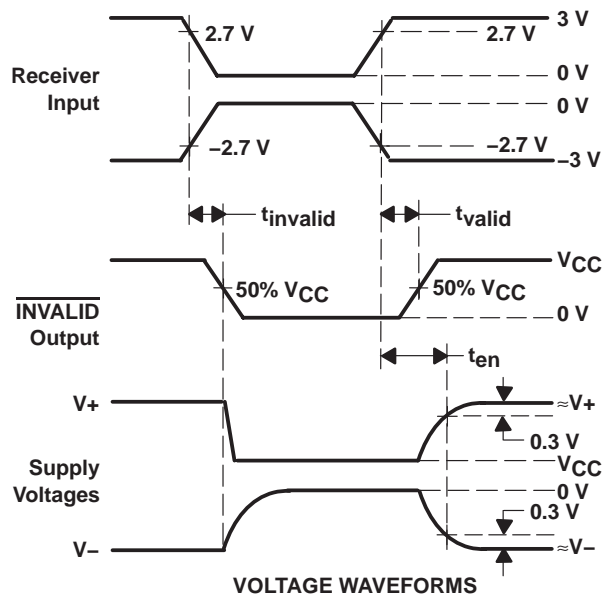 3 V
2.7 V
2.7 V
Receiver
Input
0 V
0 V
–2.7 V
–2.7 V
–3 V
tinvalid
tvalid
VCC
50% VCC
50% VCC
INVALID
Output
0 V
ten
V+
≈V+
0.3 V
Supply
Voltages
VCC
0 V
0.3 V
V–
≈V–
VOLTAGE WAVEFORMS